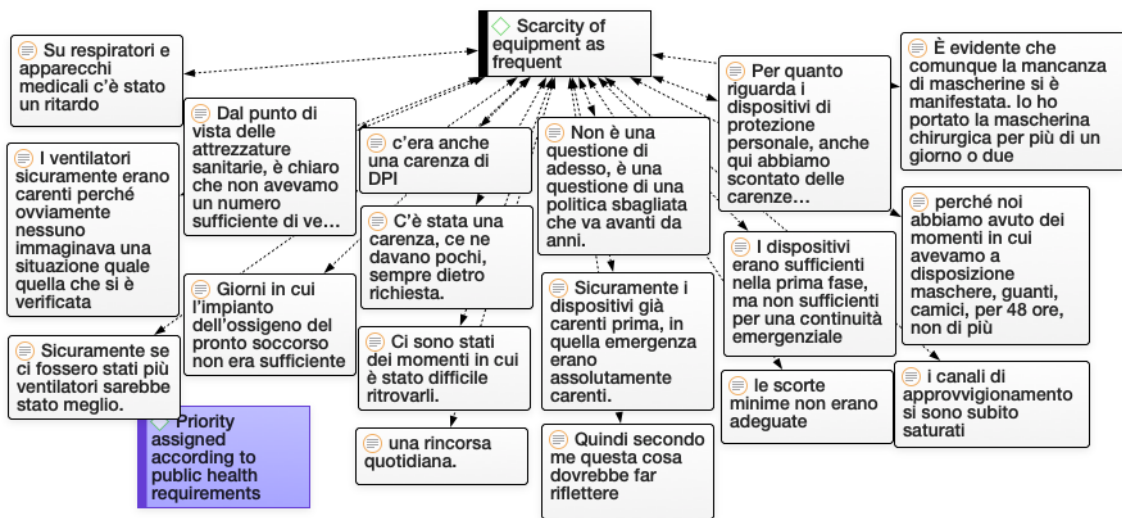 Scarcity of
equipment as
frequent
Su respiratori e
apparecchi
medicali c'è stato
un ritardo
I ventilatori
sicuramente erano
carenti perché
ovviamente
nessuno
immaginava una
situazione quale
quella che si è
verificata
Sicuramente se
ci fossero stati più
ventilatori sarebbe
stato meglio.
Dal punto di
vista delle
attrezzature
sanitarie, è chiaro
che non avevamo
un numero
sufficiente di ve…
Giorni in cui
l'impianto
dell'ossigeno del
pronto soccorso
non era sufficiente
Priority
assigned
according to
public health
requirements
c'era anche
una carenza di
DPI
C'è stata una
carenza, ce ne
davano pochi,
sempre dietro
richiesta.
Ci sono stati
dei momenti in cui
è stato difficile
ritrovarli.
una rincorsa
quotidiana.
Non è una
questione di
adesso, è una
questione di una
politica sbagliata
che va avanti da
anni.
Sicuramente i
dispositivi già
carenti prima, in
quella emergenza
erano
assolutamente
carenti.
Quindi secondo
me questa cosa
dovrebbe far
riflettere
Per quanto
riguarda i
dispositivi di
protezione
personale, anche
qui abbiamo
scontato delle
carenze…
I dispositivi
erano sufficienti
nella prima fase,
ma non sufficienti
per una continuità
emergenziale
le scorte
minime non erano
adeguate
È evidente che
comunque la mancanza
di mascherine si è
manifestata. Io ho
portato la mascherina
chirurgica per più di un
giorno o due
perché noi
abbiamo avuto dei
momenti in cui
avevamo a
disposizione
maschere, guanti,
camici, per 48 ore,
non di più
i canali di
approvvigionamento
si sono subito
saturati